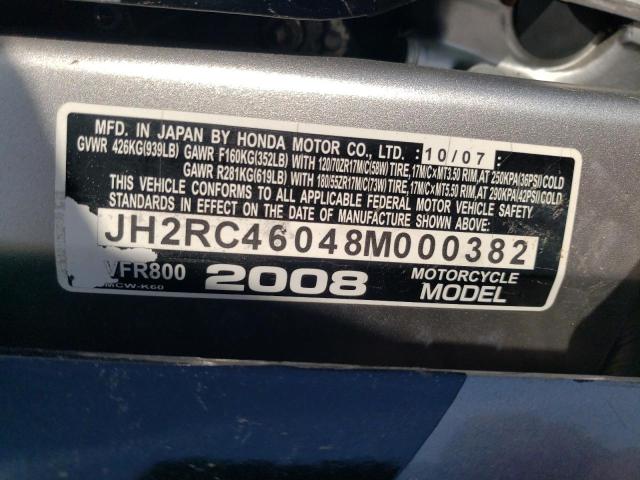 MFD. IN JAPAN BY HONDA MOTOR CO., LTD. 10/07
GVWR 426KG(939LB) GAWR F160KG(352LB) WITH 120/70ZR17M/C(58W) TIRE, 17M/C×MT3.50 RIM, AT 250KPA(36PSI) COLD
GAWR R281KG(619LB) WITH 180/55ZR17M/C(73W) TIRE, 17M/C×MT5.50 RIM, AT 290KPA(42PSI) COLD
THIS VEHICLE CONFORMS TO ALL APPLICABLE FEDERAL MOTOR VEHICLE SAFETY
STANDARDS IN EFFECT ON THE DATE OF MANUFACTURE SHOWN ABOVE.
JH2RC46048M000382
VFR800 2008 MOTORCYCLE
MCW-K60 MODEL